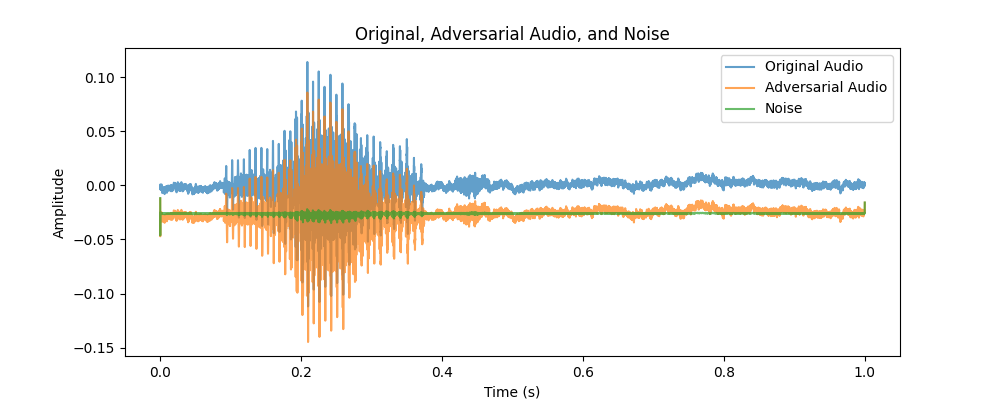 Original, Adversarial Audio, and Noise
Original Audio
Adversarial Audio
Noise
Amplitude
0.10
0.05
0.00
−0.05
−0.10
−0.15
0.0 0.2 0.4 0.6 0.8 1.0
Time (s)